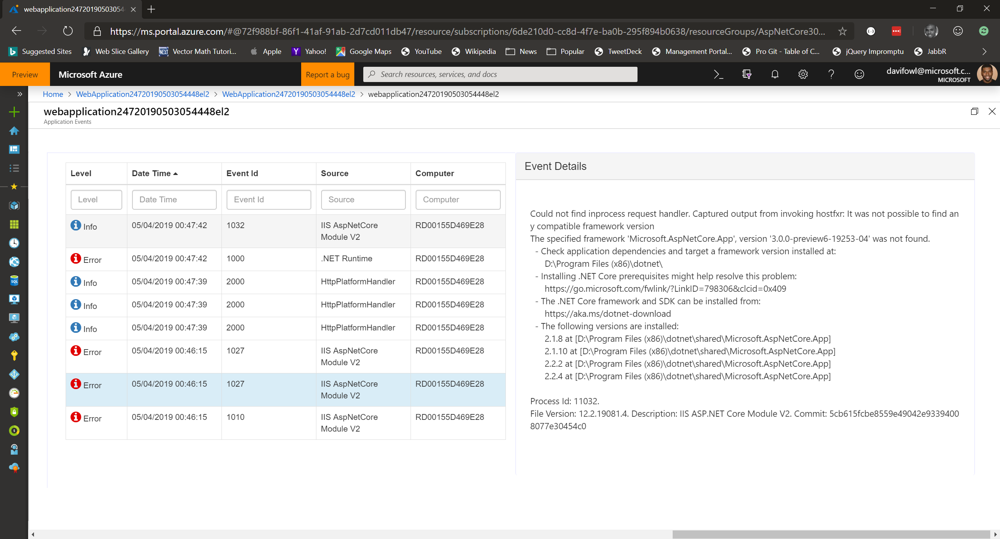 webapplication24720190503054
https://ms.portal.azure.com/#@72f988bf-86f1-41af-91ab-2d7cd011db47/resource/subscriptions/6de210d0-cc8d-4f7e-ba0b-295f894b0638/resourceGroups/AspNetCore30...
Suggested Sites Web Slice Gallery NEXT Vector Math Tutori... Apple Yahoo! Google Maps YouTube Wikipedia News Popular TweetDeck Management Portal... Pro Git - Table of C... jQuery Impromptu JabbR
Preview Microsoft Azure Report a bug Search resources, services, and docs davifowl@microsoft.c...
MICROSOFT
Home > WebApplication24720190503054448el2 > WebApplication24720190503054448el2 > webapplication24720190503054448el2
webapplication24720190503054448el2
Application Events
Level Date Time Event Id Source Computer
Level Date Time Event Id Source Computer
Info 05/04/2019 00:47:42 1032 IIS AspNetCore RD00155D469E28
Module V2
Error 05/04/2019 00:47:42 1000 .NET Runtime RD00155D469E28
Info 05/04/2019 00:47:39 2000 HttpPlatformHandler RD00155D469E28
Info 05/04/2019 00:47:39 2000 HttpPlatformHandler RD00155D469E28
Info 05/04/2019 00:47:39 2000 HttpPlatformHandler RD00155D469E28
Error 05/04/2019 00:46:15 1027 IIS AspNetCore RD00155D469E28
Module V2
Error 05/04/2019 00:46:15 1027 IIS AspNetCore RD00155D469E28
Module V2
Error 05/04/2019 00:46:15 1010 IIS AspNetCore RD00155D469E28
Module V2
Event Details
Could not find inprocess request handler. Captured output from invoking hostfxr: It was not possible to find an
y compatible framework version
The specified framework 'Microsoft.AspNetCore.App', version '3.0.0-preview6-19253-04' was not found.
- Check application dependencies and target a framework version installed at:
D:\Program Files (x86)\dotnet\
- Installing .NET Core prerequisites might help resolve this problem:
https://go.microsoft.com/fwlink/?LinkID=798306&clcid=0x409
- The .NET Core framework and SDK can be installed from:
https://aka.ms/dotnet-download
- The following versions are installed:
2.1.8 at [D:\Program Files (x86)\dotnet\shared\Microsoft.AspNetCore.App]
2.1.10 at [D:\Program Files (x86)\dotnet\shared\Microsoft.AspNetCore.App]
2.2.2 at [D:\Program Files (x86)\dotnet\shared\Microsoft.AspNetCore.App]
2.2.4 at [D:\Program Files (x86)\dotnet\shared\Microsoft.AspNetCore.App]
Process Id: 11032.
File Version: 12.2.19081.4. Description: IIS ASP.NET Core Module V2. Commit: 5cb615fcbe8559e49042e9339400
8077e30454c0